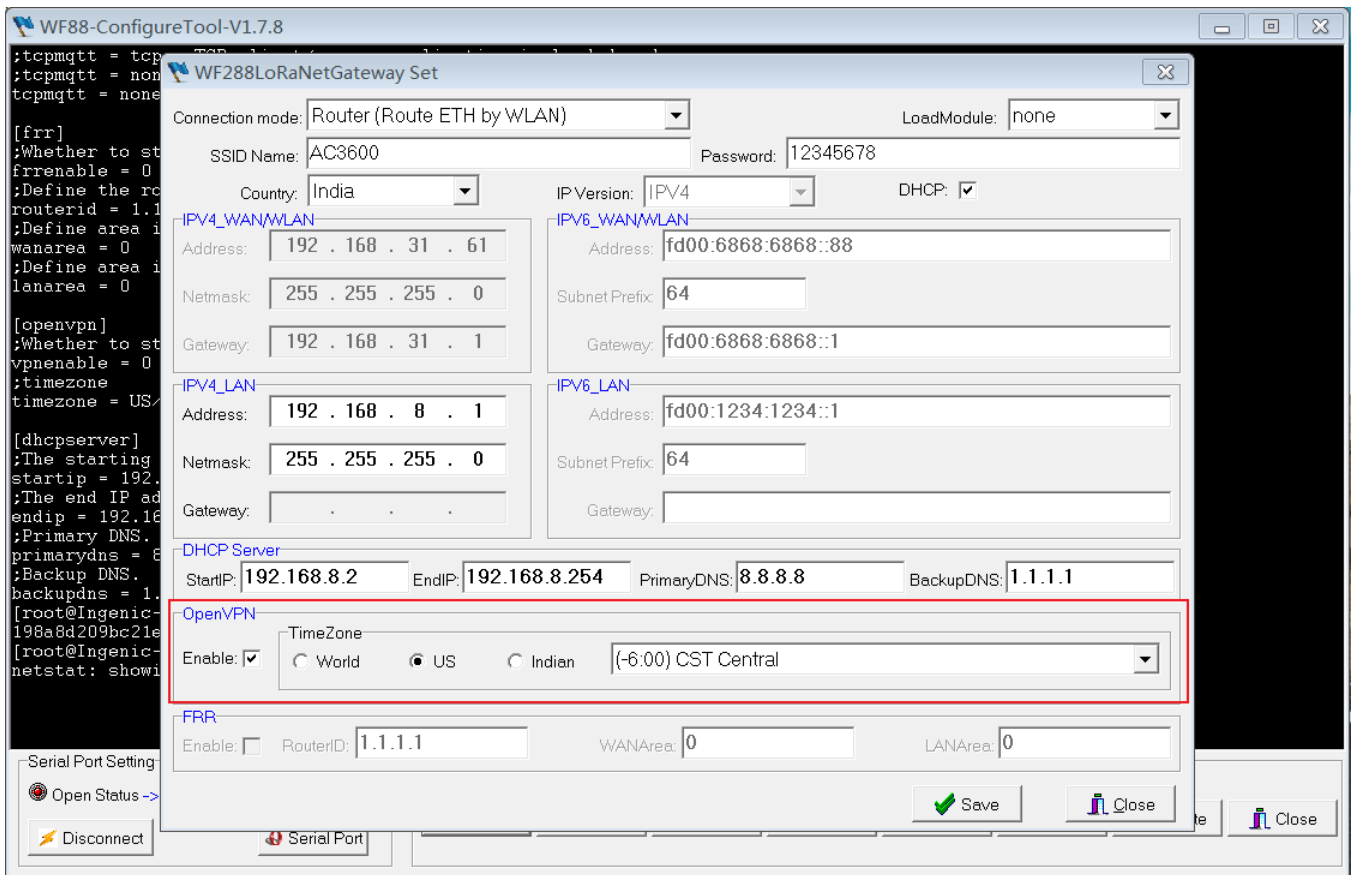 WF88-ConfigureTool-V1.7.8
;tcpmqtt = tcp
;tcpmqtt = non
tcpmqtt = none
[frr]
;Whether to st
frrenable = 0
;Define the ro
routerid = 1.1
;Define area i
wanarea = 0
;Define area i
lanarea = 0
[openvpn]
;Whether to st
vpnenable = 0
;timezone
timezone = US/
[dhcpserver]
;The starting
startip = 192.
;The end IP ad
endip = 192.16
;Primary DNS.
primarydns = 8
;Backup DNS.
backupdns = 1.
[root@Ingenic-
198a8d209bc21e
[root@Ingenic-
netstat: showi
WF288LoRaNetGateway Set
Connection mode: Router (Route ETH by WLAN) LoadModule: none
SSID Name: AC3600 Password: 12345678
Country: India IP Version: IPV4 DHCP:
IPV4_WAN/WLAN IPV6_WAN/WLAN
Address: 192 . 168 . 31 . 61 Address: fd00:6868:6868::88
Netmask: 255 . 255 . 255 . 0 Subnet Prefix: 64
Gateway: 192 . 168 . 31 . 1 Gateway: fd00:6868:6868::1
IPV4_LAN IPV6_LAN
Address: 192 . 168 . 8 . 1 Address: fd00:1234:1234::1
Netmask: 255 . 255 . 255 . 0 Subnet Prefix: 64
Gateway: . . . Gateway:
DHCP Server
StartIP: 192.168.8.2 EndIP: 192.168.8.254 PrimaryDNS: 8.8.8.8 BackupDNS: 1.1.1.1
OpenVPN
TimeZone
Enable: World US Indian (-6:00) CST Central
FRR
Enable: RouterID: 1.1.1.1 WANArea: 0 LANArea: 0
Save Close
Serial Port Setting
Open Status ->
Disconnect Serial Port te Close